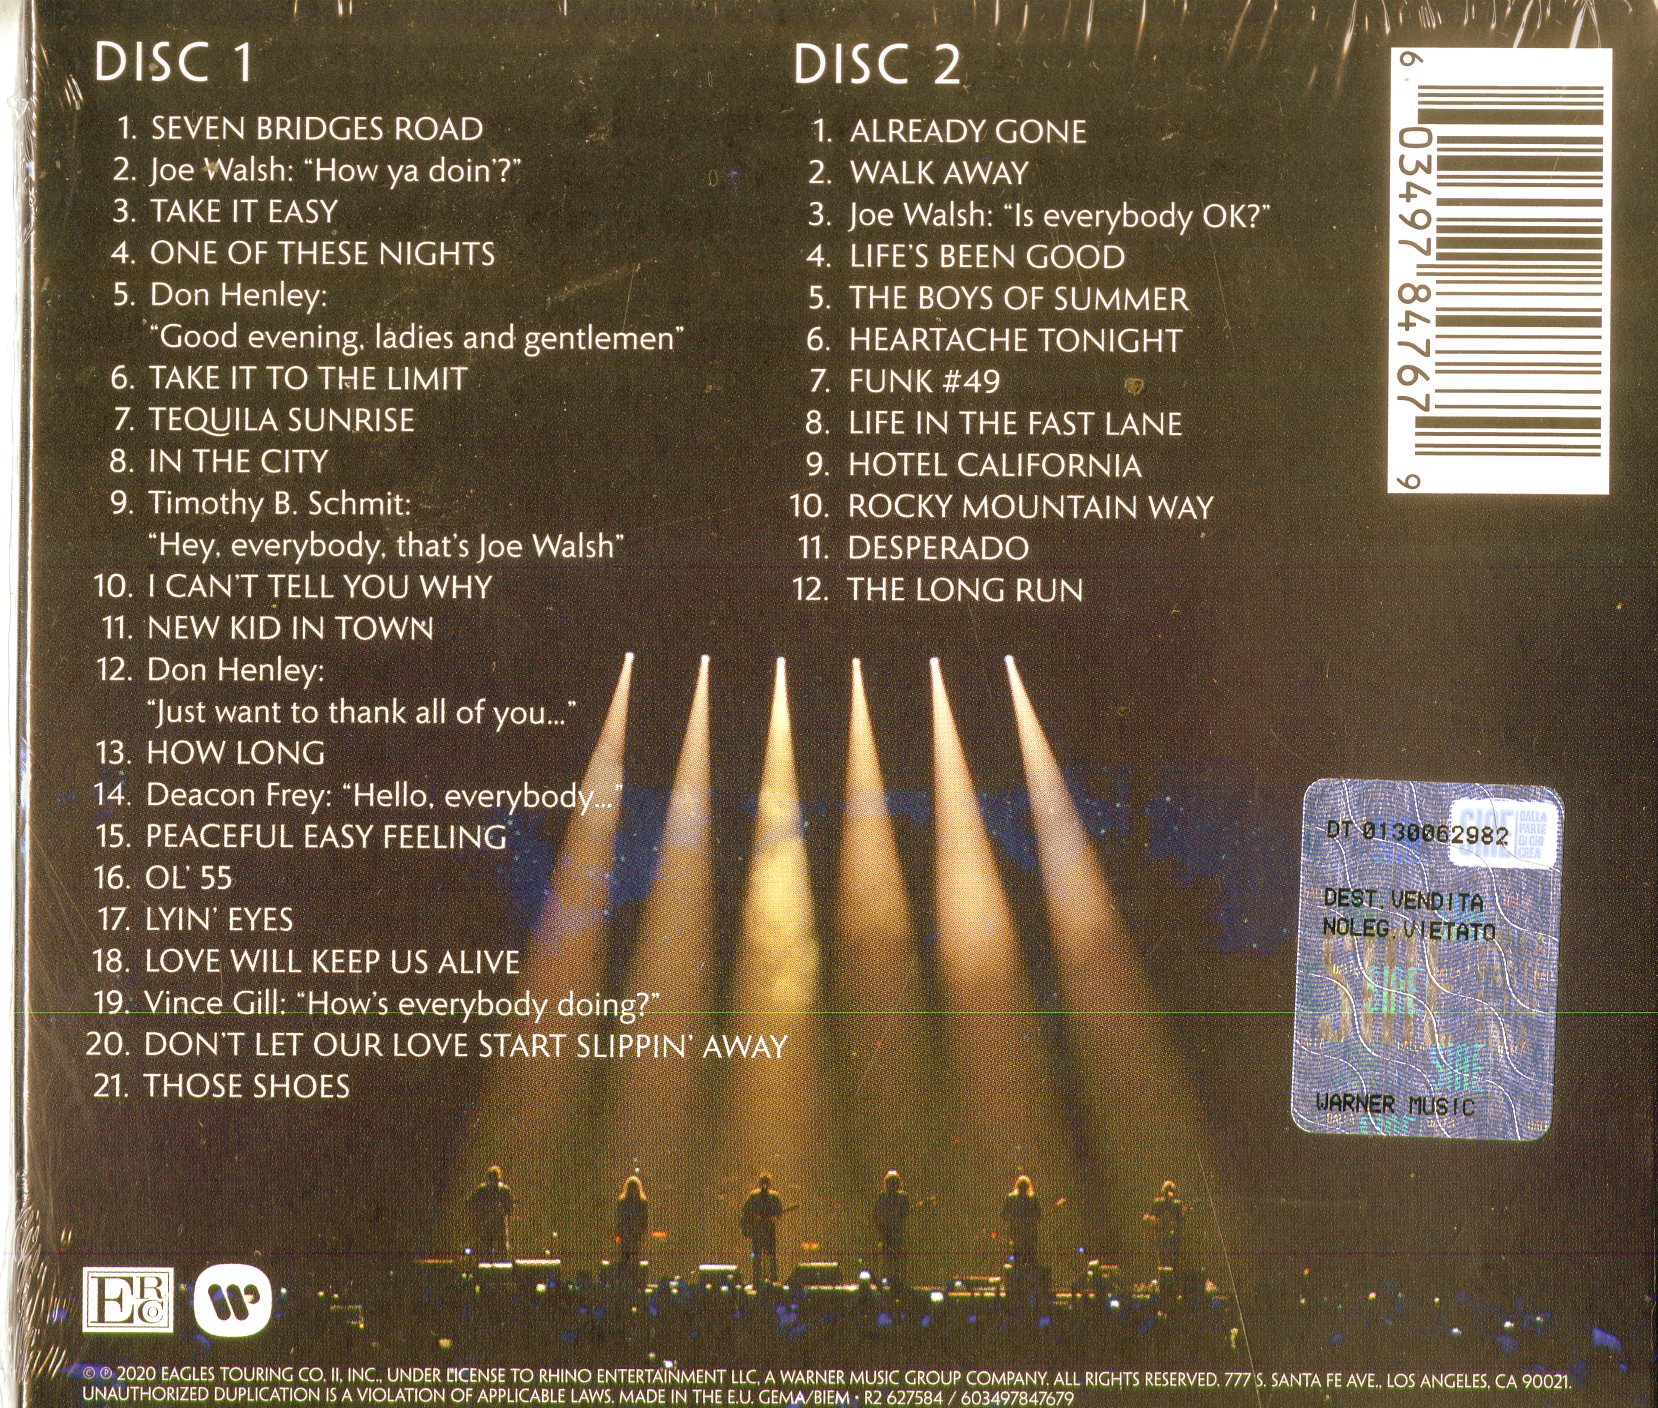 DISC 1
1. SEVEN BRIDGES ROAD
2. Joe Walsh: “How ya doin’?”
3. TAKE IT EASY
4. ONE OF THESE NIGHTS
5. Don Henley:
“Good evening, ladies and gentlemen”
6. TAKE IT TO THE LIMIT
7. TEQUILA SUNRISE
8. IN THE CITY
9. Timothy B. Schmit:
“Hey, everybody, that’s Joe Walsh”
10. I CAN’T TELL YOU WHY
11. NEW KID IN TOWN
12. Don Henley:
“Just want to thank all of you...”
13. HOW LONG
14. Deacon Frey: “Hello, everybody...”
15. PEACEFUL EASY FEELING
16. OL’ 55
17. LYIN’ EYES
18. LOVE WILL KEEP US ALIVE
19. Vince Gill: “How’s everybody doing?”
20. DON’T LET OUR LOVE START SLIPPIN’ AWAY
21. THOSE SHOES
DISC 2
1. ALREADY GONE
2. WALK AWAY
3. Joe Walsh: “Is everybody OK?”
4. LIFE’S BEEN GOOD
5. THE BOYS OF SUMMER
6. HEARTACHE TONIGHT
7. FUNK #49
8. LIFE IN THE FAST LANE
9. HOTEL CALIFORNIA
10. ROCKY MOUNTAIN WAY
11. DESPERADO
12. THE LONG RUN
6 03497 84767 9
SIAE
DALLA
PARTE
DI CHI
CREA
DT 0130062982
DEST.VENDITA
NOLEG.VIETATO
WARNER MUSIC
ERC
© ℗ 2020 EAGLES TOURING CO. II, INC., UNDER LICENSE TO RHINO ENTERTAINMENT LLC, A WARNER MUSIC GROUP COMPANY. ALL RIGHTS RESERVED. 777 S. SANTA FE AVE., LOS ANGELES, CA 90021.
UNAUTHORIZED DUPLICATION IS A VIOLATION OF APPLICABLE LAWS. MADE IN THE E.U. GEMA/BIEM • R2 627584 / 603497847679